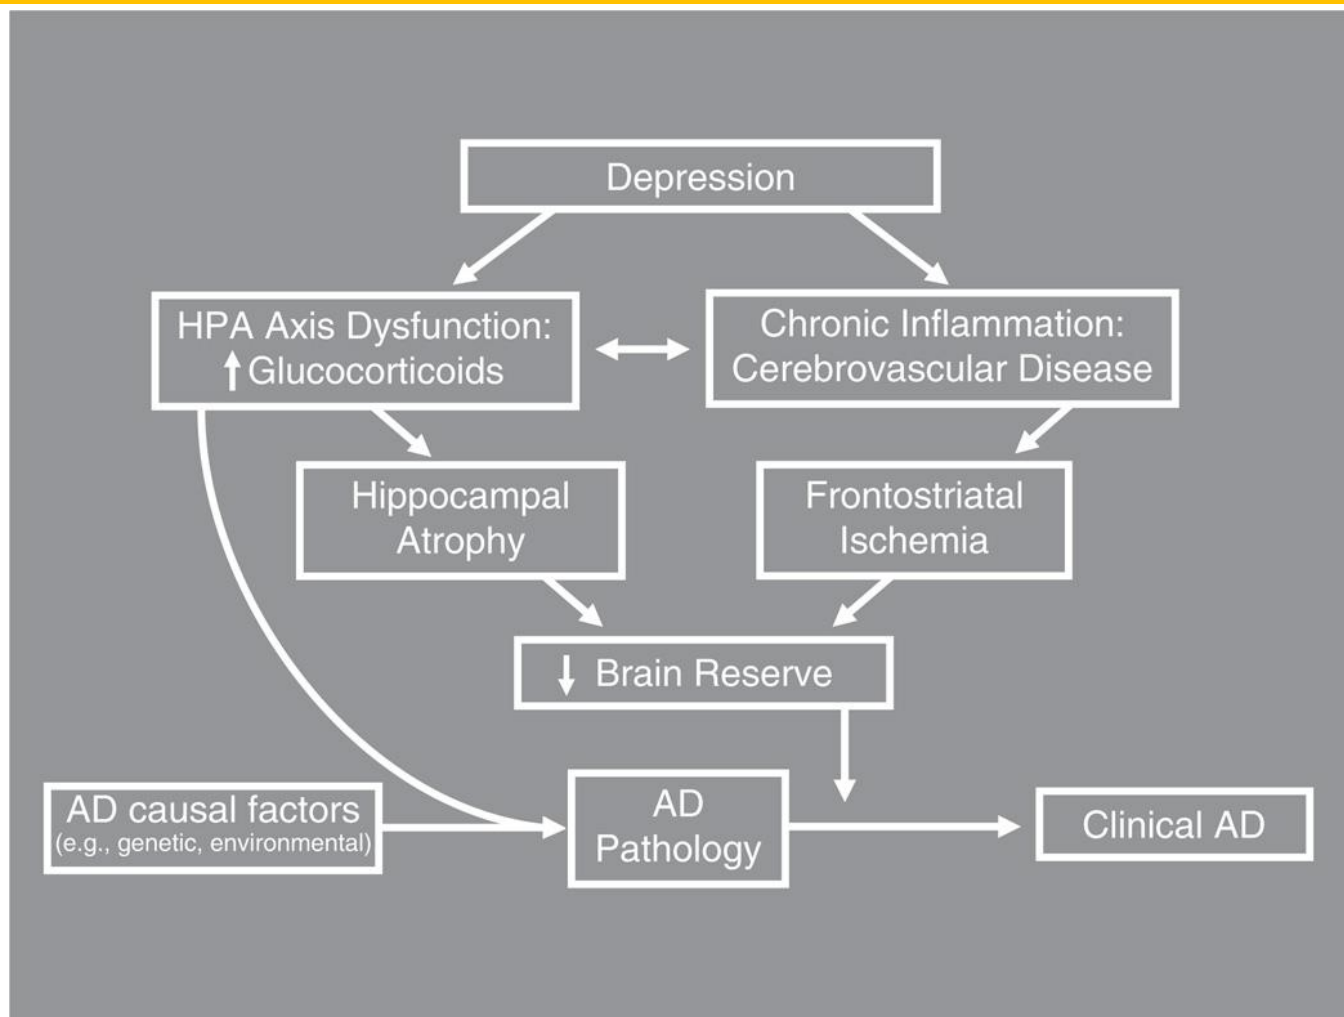 Depression
HPA Axis Dysfunction:
↑ Glucocorticoids
Chronic Inflammation:
Cerebrovascular Disease
Hippocampal
Atrophy
Frontostriatal
Ischemia
↓ Brain Reserve
AD causal factors
(e.g., genetic, environmental)
AD
Pathology
Clinical AD